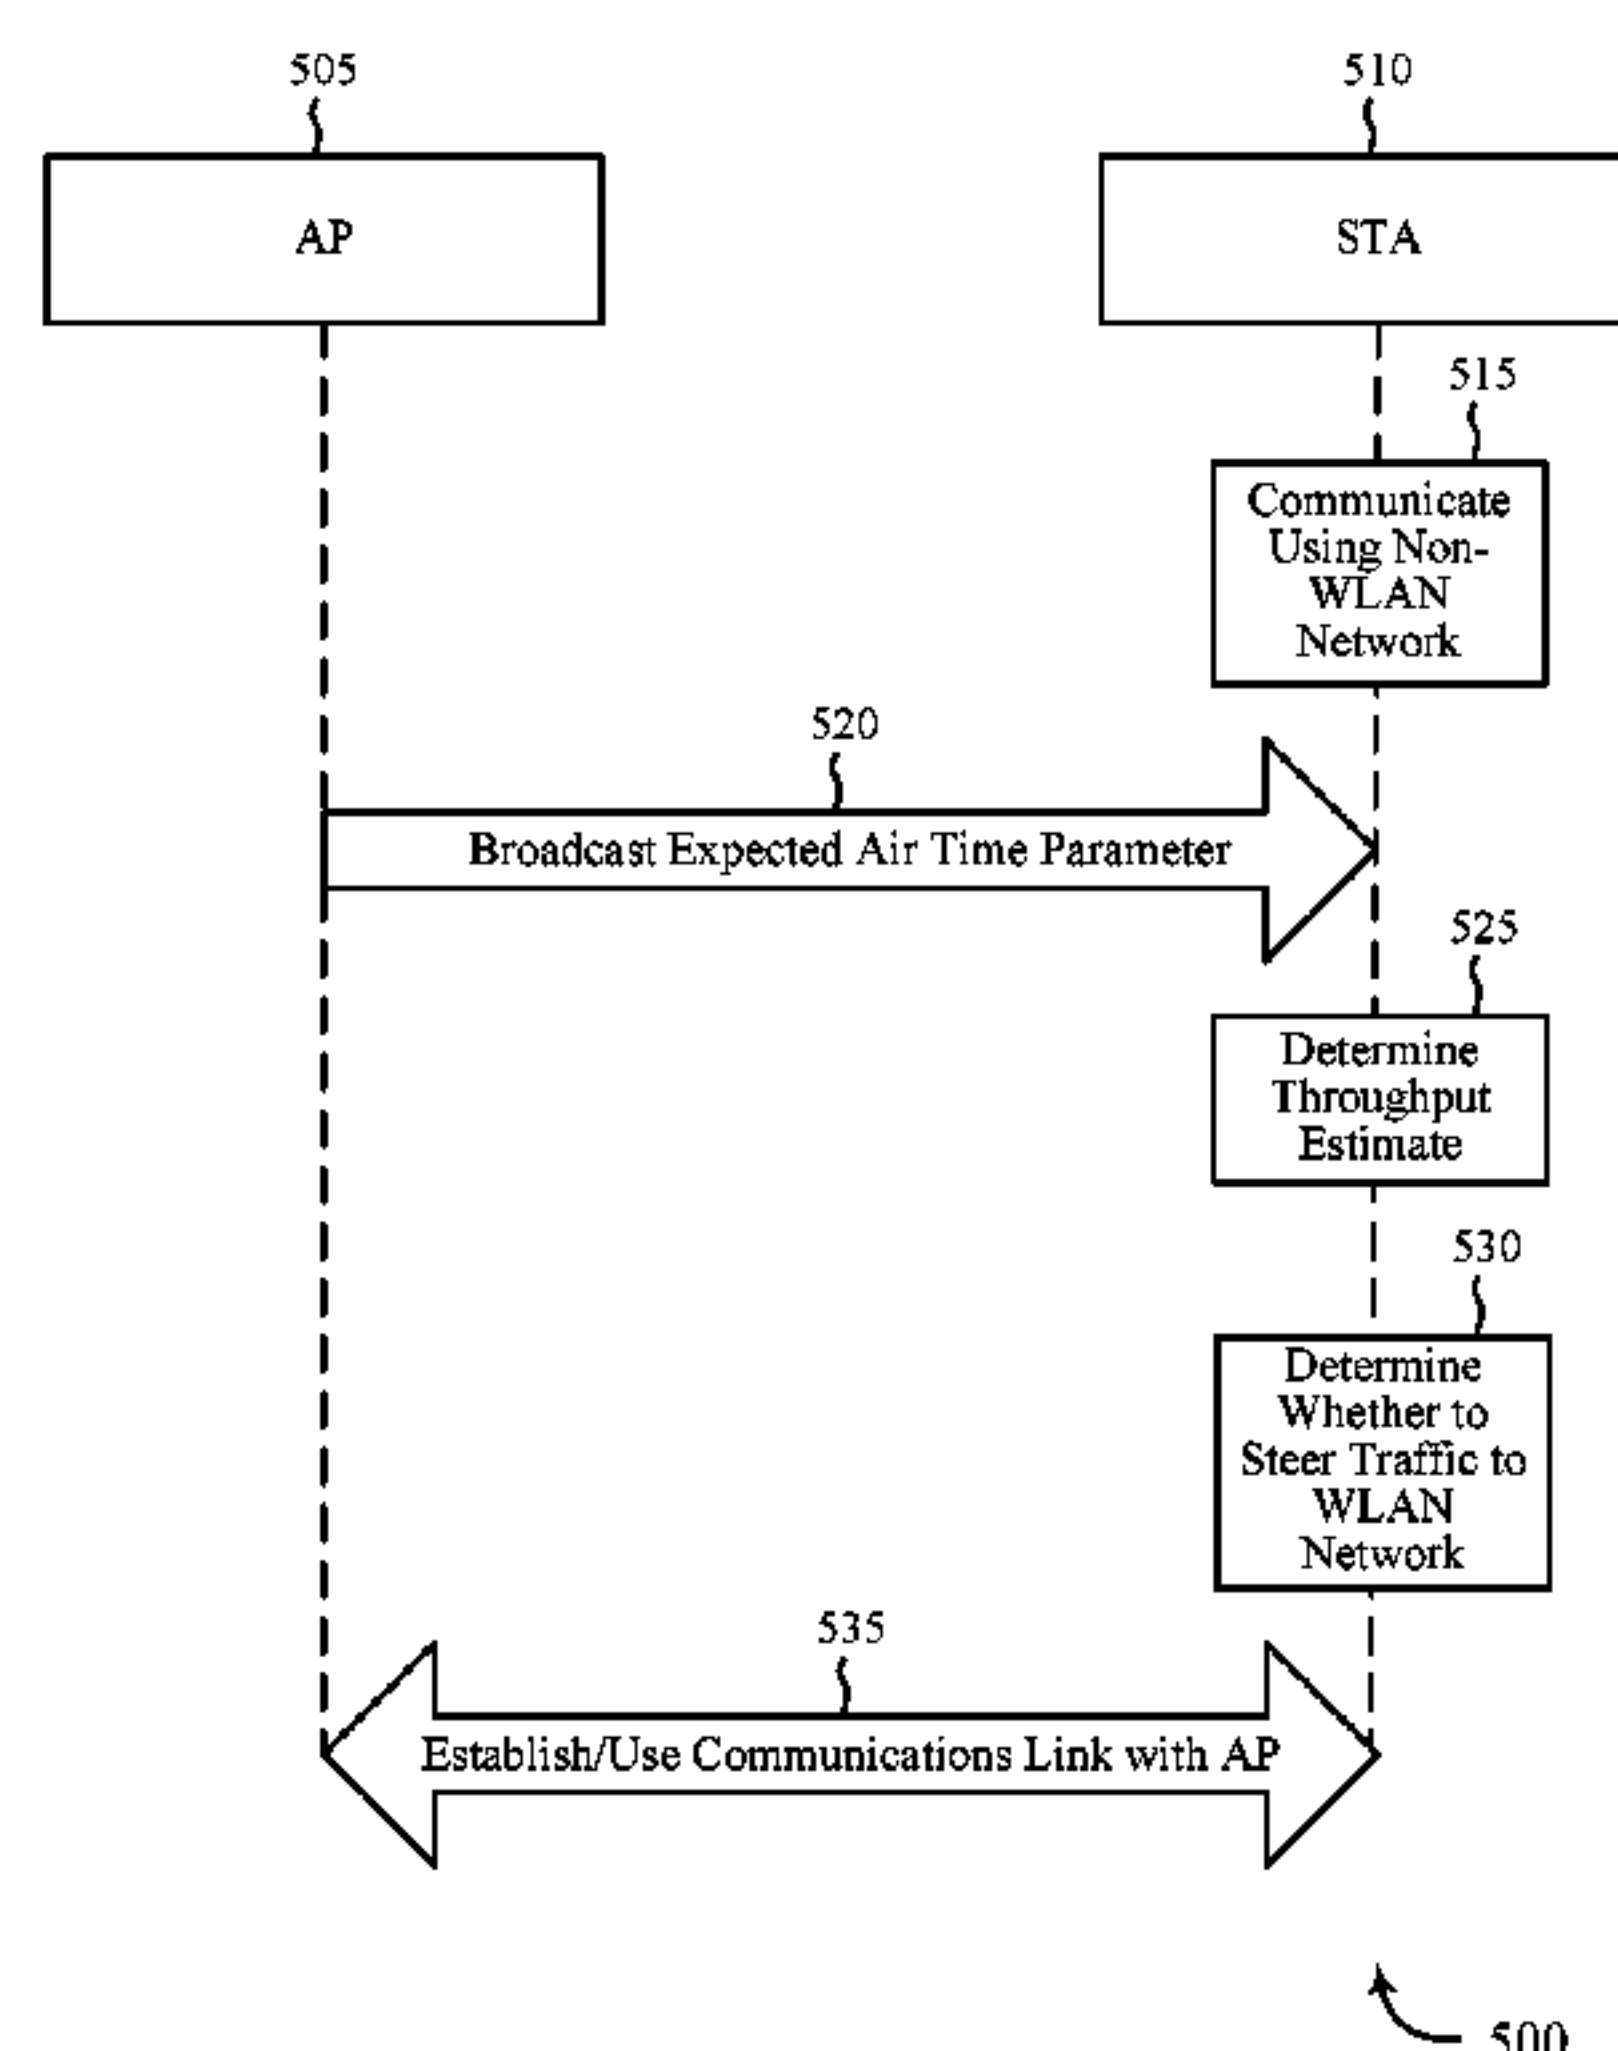 505
510
AP
STA
515
Communicate
Using Non-
WLAN
Network
520
Broadcast Expected Air Time Parameter
525
Determine
Throughput
Estimate
530
Determine
Whether to
Steer Traffic to
WLAN
Network
535
Establish/Use Communications Link with AP
500